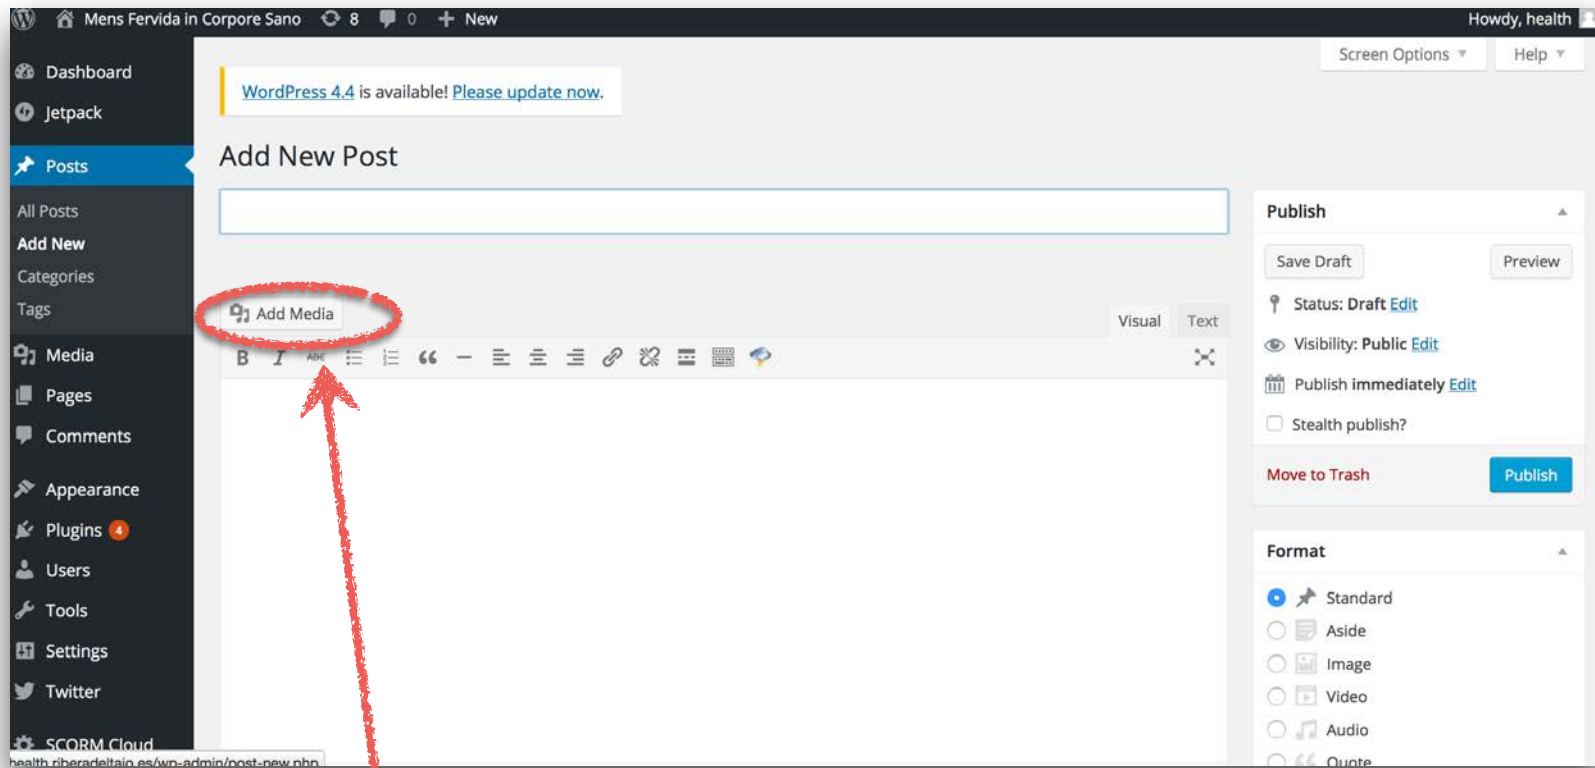 Mens Fervida in Corpore Sano 8 0 + New Howdy, health
Screen Options Help
Dashboard
Jetpack
Posts
All Posts
Add New
Categories
Tags
Media
Pages
Comments
Appearance
Plugins 4
Users
Tools
Settings
Twitter
SCORM Cloud
health.riberadeltajo.es/wp-admin/post-new.php
WordPress 4.4 is available! Please update now.
Add New Post
Add Media
Visual Text
B I ABC
Publish
Save Draft Preview
Status: Draft Edit
Visibility: Public Edit
Publish immediately Edit
Stealth publish?
Move to Trash Publish
Format
Standard
Aside
Image
Video
Audio
Quote